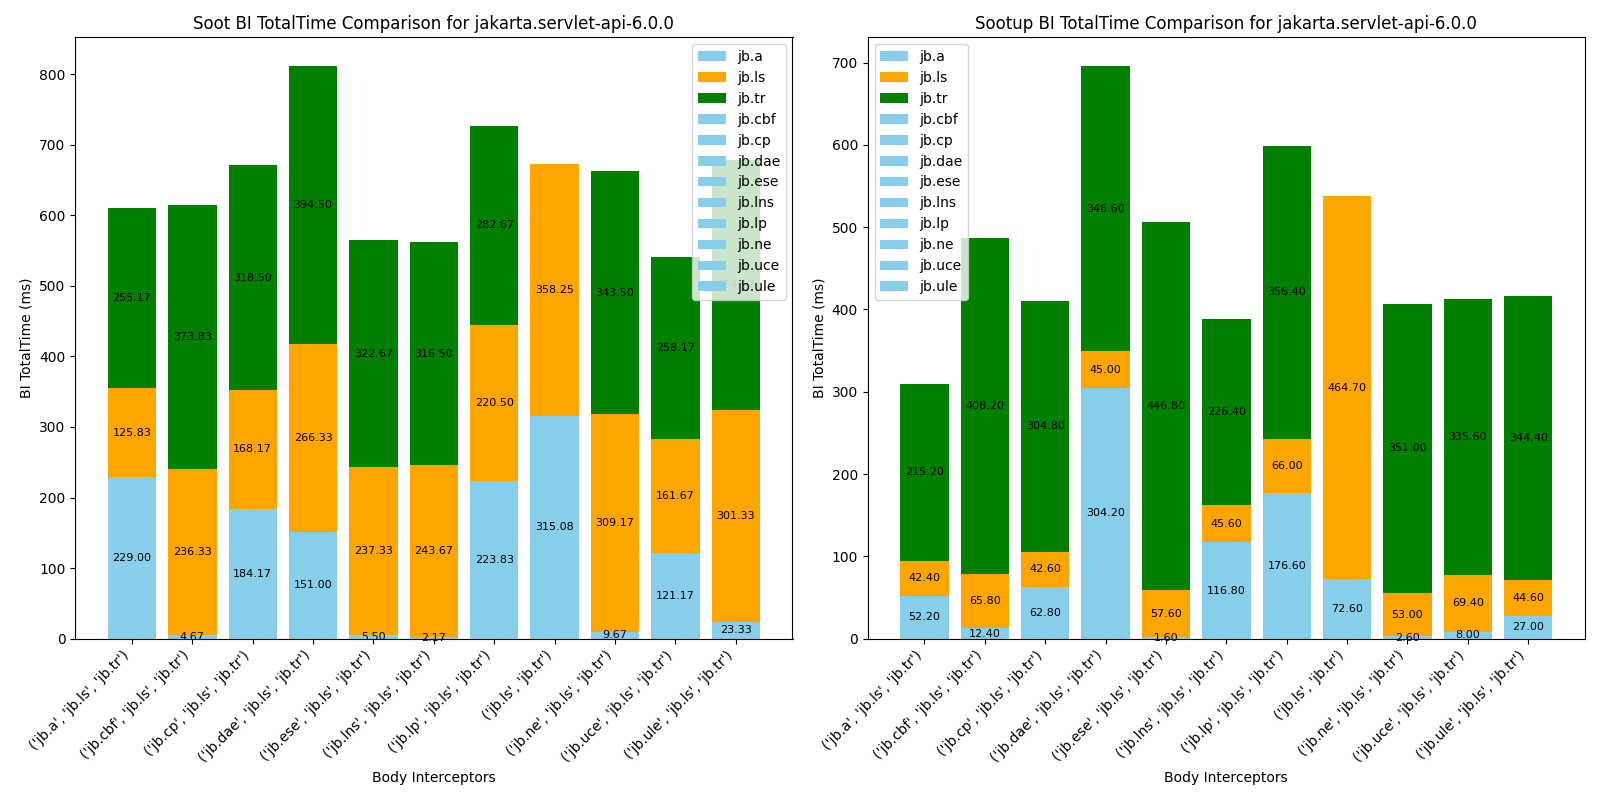 Soot BI TotalTime Comparison for jakarta.servlet-api-6.0.0
BI TotalTime (ms)
800
700
600
500
400
300
200
100
0
jb.a
jb.ls
jb.tr
jb.cbf
jb.cp
jb.dae
jb.ese
jb.lns
jb.lp
jb.ne
jb.uce
jb.ule
255.17
125.83
229.00
373.83
236.33
4.67
318.50
168.17
184.17
394.50
266.33
151.00
322.67
237.33
5.50
316.50
243.67
2.17
282.67
220.50
223.83
358.25
315.08
343.50
309.17
9.67
258.17
161.67
121.17
301.33
23.33
('jb.a', 'jb.ls', 'jb.tr')
('jb.cbf', 'jb.ls', 'jb.tr')
('jb.cp', 'jb.ls', 'jb.tr')
('jb.dae', 'jb.ls', 'jb.tr')
('jb.ese', 'jb.ls', 'jb.tr')
('jb.lns', 'jb.ls', 'jb.tr')
('jb.lp', 'jb.ls', 'jb.tr')
('jb.ls', 'jb.tr')
('jb.ne', 'jb.ls', 'jb.tr')
('jb.uce', 'jb.ls', 'jb.tr')
('jb.ule', 'jb.ls', 'jb.tr')
Body Interceptors
Sootup BI TotalTime Comparison for jakarta.servlet-api-6.0.0
BI TotalTime (ms)
700
600
500
400
300
200
100
0
jb.a
jb.ls
jb.tr
jb.cbf
jb.cp
jb.dae
jb.ese
jb.lns
jb.lp
jb.ne
jb.uce
jb.ule
215.20
42.40
52.20
408.20
65.80
12.40
304.80
42.60
62.80
346.60
45.00
304.20
446.80
57.60
1.60
226.40
45.60
116.80
356.40
66.00
176.60
464.70
72.60
351.00
53.00
2.60
335.60
69.40
8.00
344.40
44.60
27.00
('jb.a', 'jb.ls', 'jb.tr')
('jb.cbf', 'jb.ls', 'jb.tr')
('jb.cp', 'jb.ls', 'jb.tr')
('jb.dae', 'jb.ls', 'jb.tr')
('jb.ese', 'jb.ls', 'jb.tr')
('jb.lns', 'jb.ls', 'jb.tr')
('jb.lp', 'jb.ls', 'jb.tr')
('jb.ls', 'jb.tr')
('jb.ne', 'jb.ls', 'jb.tr')
('jb.uce', 'jb.ls', 'jb.tr')
('jb.ule', 'jb.ls', 'jb.tr')
Body Interceptors